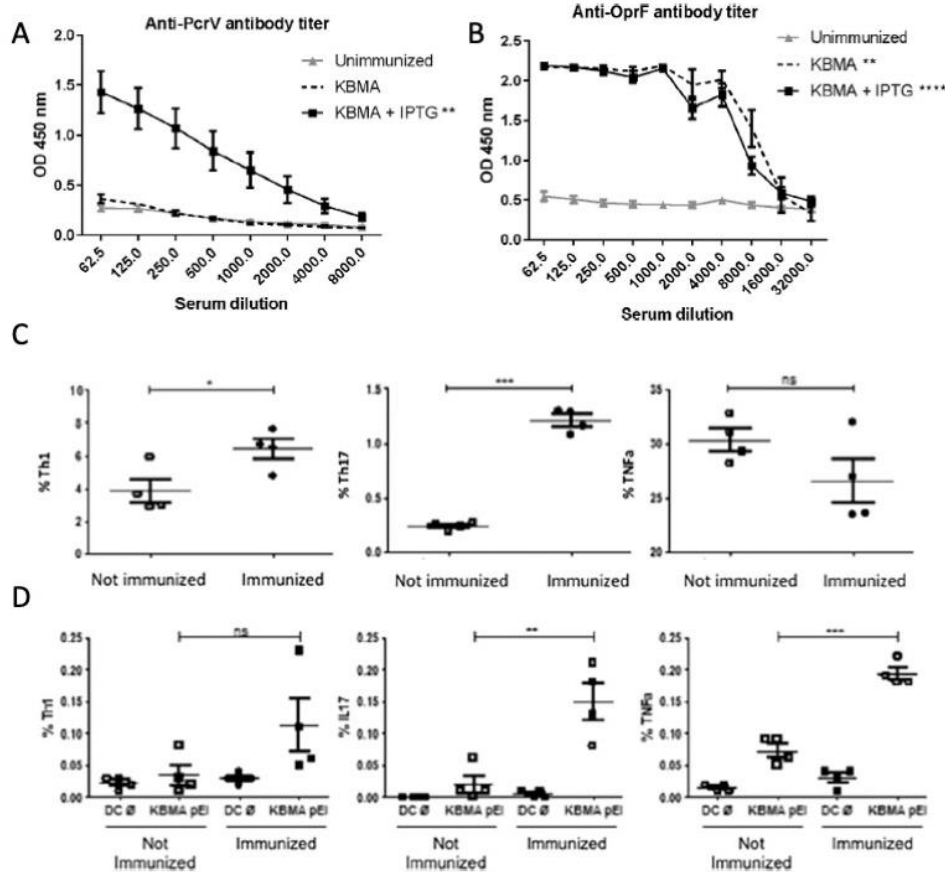 A
Anti-PcrV antibody titer
2.0
1.5
1.0
0.5
0.0
OD 450 nm
Unimmunized
KBMA
KBMA + IPTG **
62.5
125.0
250.0
500.0
1000.0
2000.0
4000.0
8000.0
Serum dilution
B
Anti-OprF antibody titer
2.5
2.0
1.5
1.0
0.5
0.0
OD 450 nm
Unimmunized
KBMA **
KBMA + IPTG ****
62.5
125.0
250.0
500.0
1000.0
2000.0
4000.0
8000.0
16000.0
32000.0
Serum dilution
C
% Th1
10
8
6
4
2
0
*
Not immunized
Immunized
% Th17
1.5
1.0
0.5
0.0
***
Not immunized
Immunized
% TNFa
35
30
25
20
ns
Not immunized
Immunized
D
% Th1
0.25
0.20
0.15
0.10
0.05
0.00
ns
DC Ø
KBMA pEI
DC Ø
KBMA pEI
Not
Immunized
Immunized
% IL17
0.25
0.20
0.15
0.10
0.05
0.00
**
DC Ø
KBMA pEI
DC Ø
KBMA pEI
Not
Immunized
Immunized
% TNFa
0.25
0.20
0.15
0.10
0.05
0.00
***
DC Ø
KBMA pEI
DC Ø
KBMA pEI
Not
Immunized
Immunized